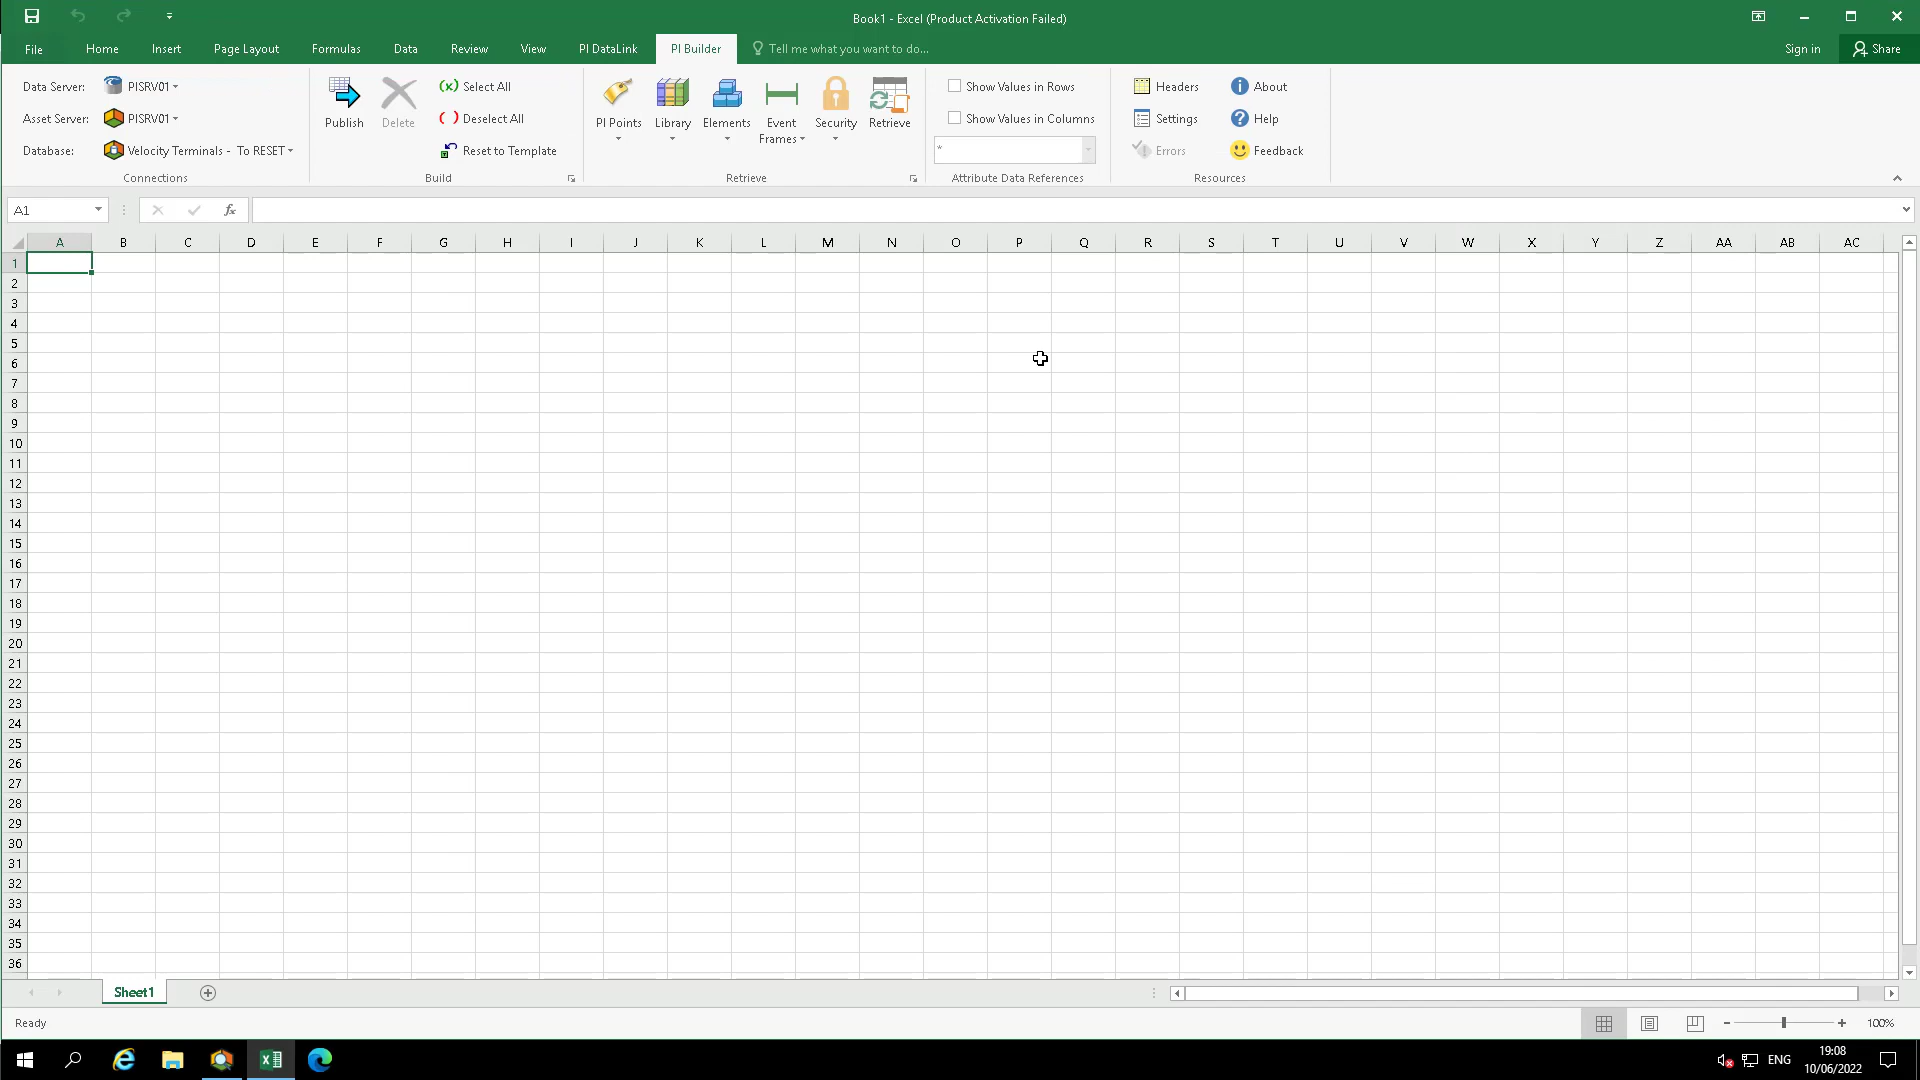 Book1 - Excel (Product Activation Failed)
File Home Insert Page Layout Formulas Data Review View PI DataLink PI Builder Tell me what you want to do... Sign in Share
Data Server: PISRV01
Asset Server: PISRV01
Database: Velocity Terminals - To RESET
Connections
Publish
Delete
Select All
Deselect All
Reset to Template
Build
PI Points
Library
Elements
Event
Frames
Security
Retrieve
Retrieve
Show Values in Rows
Show Values in Columns
*
Attribute Data References
Headers
Settings
Errors
About
Help
Feedback
Resources
A1
fx
A B C D E F G H I J K L M N O P Q R S T U V W X Y Z AA AB AC
1
2
3
4
5
6
7
8
9
10
11
12
13
14
15
16
17
18
19
20
21
22
23
24
25
26
27
28
29
30
31
32
33
34
35
36
Sheet1
Ready
100%
ENG
19:08
10/06/2022